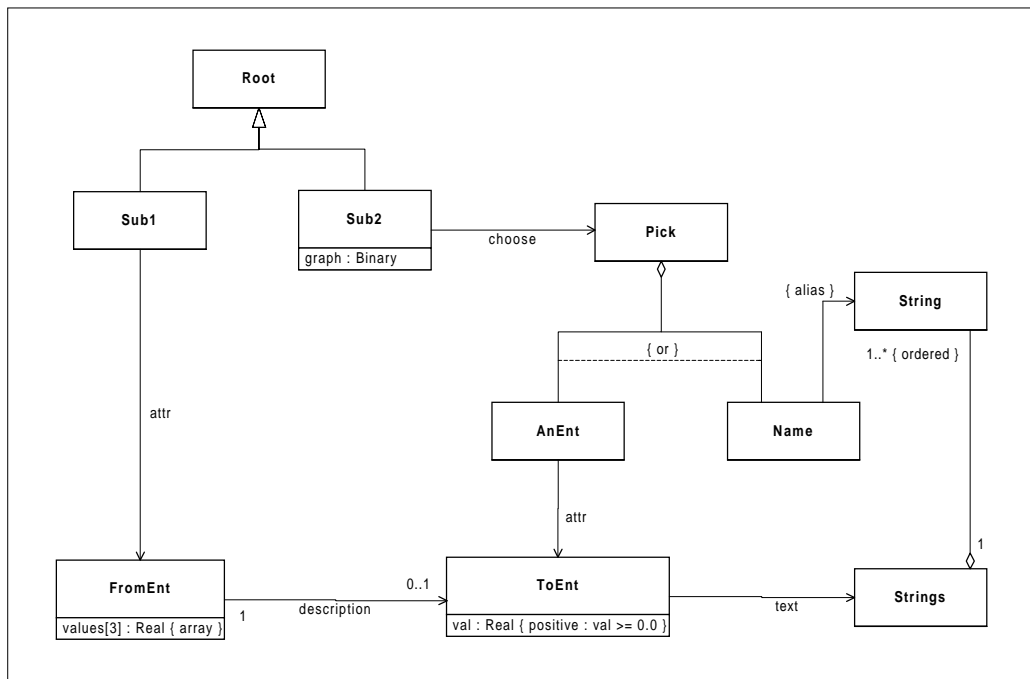 Root
Sub1
Sub2
graph : Binary
choose
Pick
{ alias }
String
1..* { ordered }
{ or }
attr
AnEnt
Name
attr
FromEnt
values[3] : Real { array }
1
description
0..1
ToEnt
val : Real { positive : val >= 0.0 }
text
1
Strings